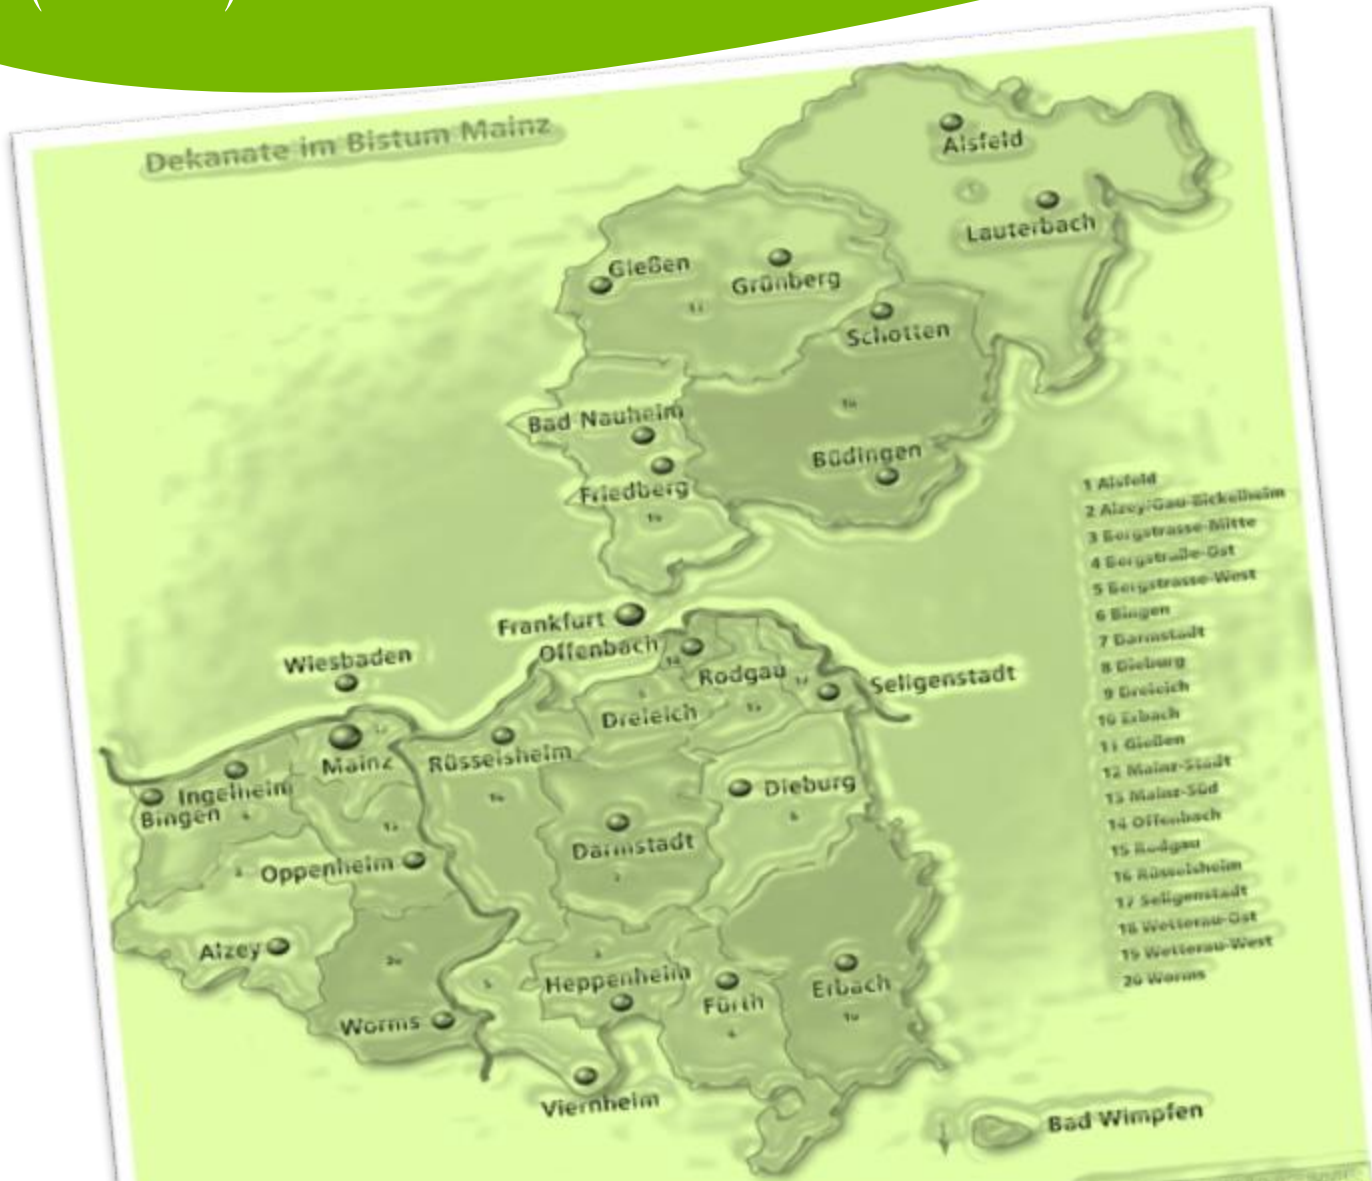 Dekanate im Bistum Mainz
Alsfeld
Lauterbach
Gießen
Grünberg
Schotten
Bad Nauheim
Büdingen
Friedberg
Frankfurt
Offenbach
Wiesbaden
Rodgau
Seligenstadt
Dreieich
Mainz
Rüsselsheim
Ingelheim
Bingen
Dieburg
Darmstadt
Oppenheim
Alzey
Heppenheim
Fürth
Erbach
Worms
Viernheim
Bad Wimpfen
1 Alsfeld
2 Alzey/Gau-Bickelheim
3 Bergstrasse-Mitte
4 Bergstraße-Ost
5 Bergstrasse-West
6 Bingen
7 Darmstadt
8 Dieburg
9 Dreieich
10 Erbach
11 Gießen
12 Mainz-Stadt
13 Mainz-Süd
14 Offenbach
15 Rodgau
16 Rüsselsheim
17 Seligenstadt
18 Wetterau-Ost
19 Wetterau-West
20 Worms